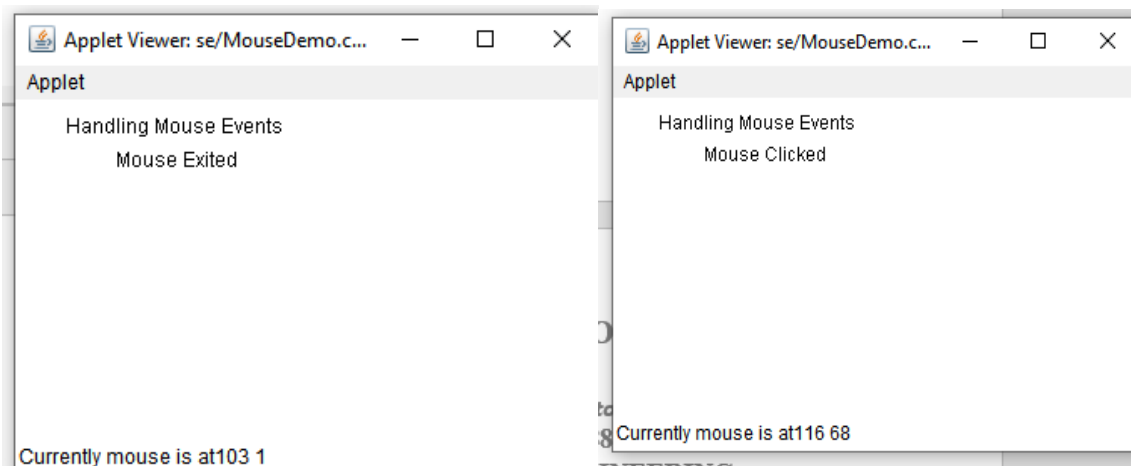 Applet Viewer: se/MouseDemo.c...
Applet
Handling Mouse Events
Mouse Exited
Currently mouse is at103 1
Applet Viewer: se/MouseDemo.c...
Applet
Handling Mouse Events
Mouse Clicked
Currently mouse is at116 68